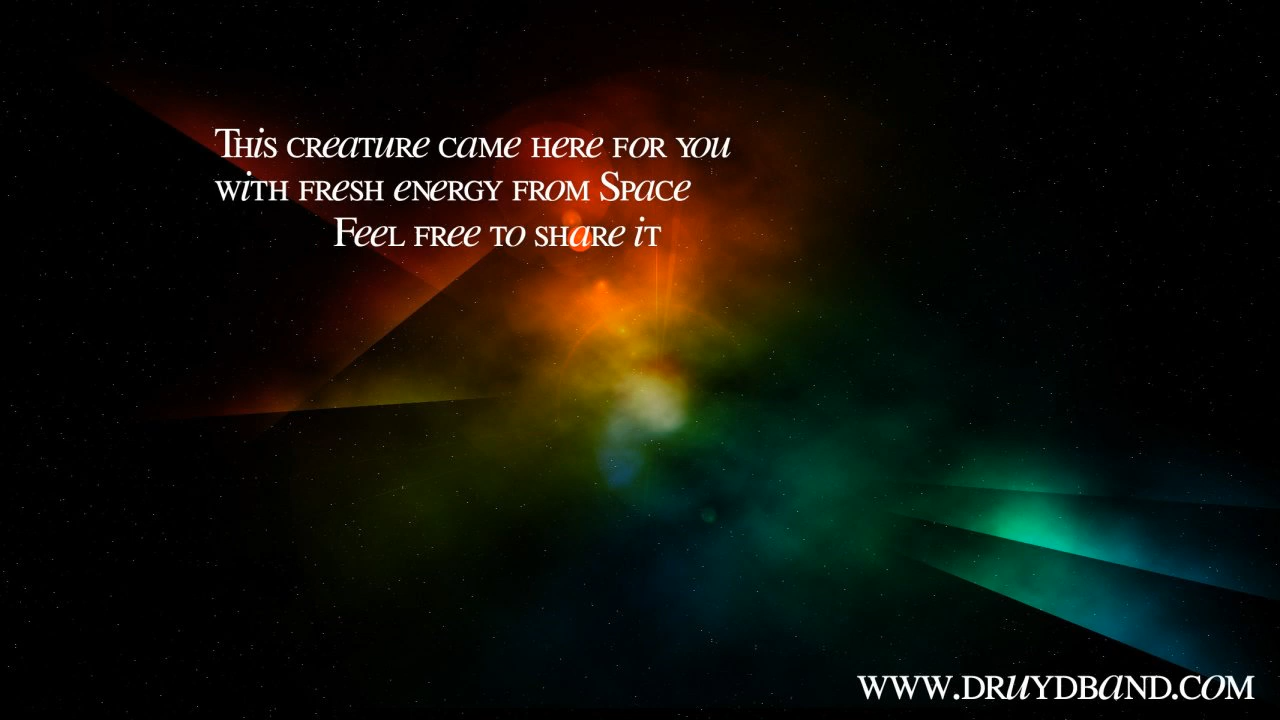 This creature came here for you
with fresh energy from Space
Feel free to share it
www.druydband.com